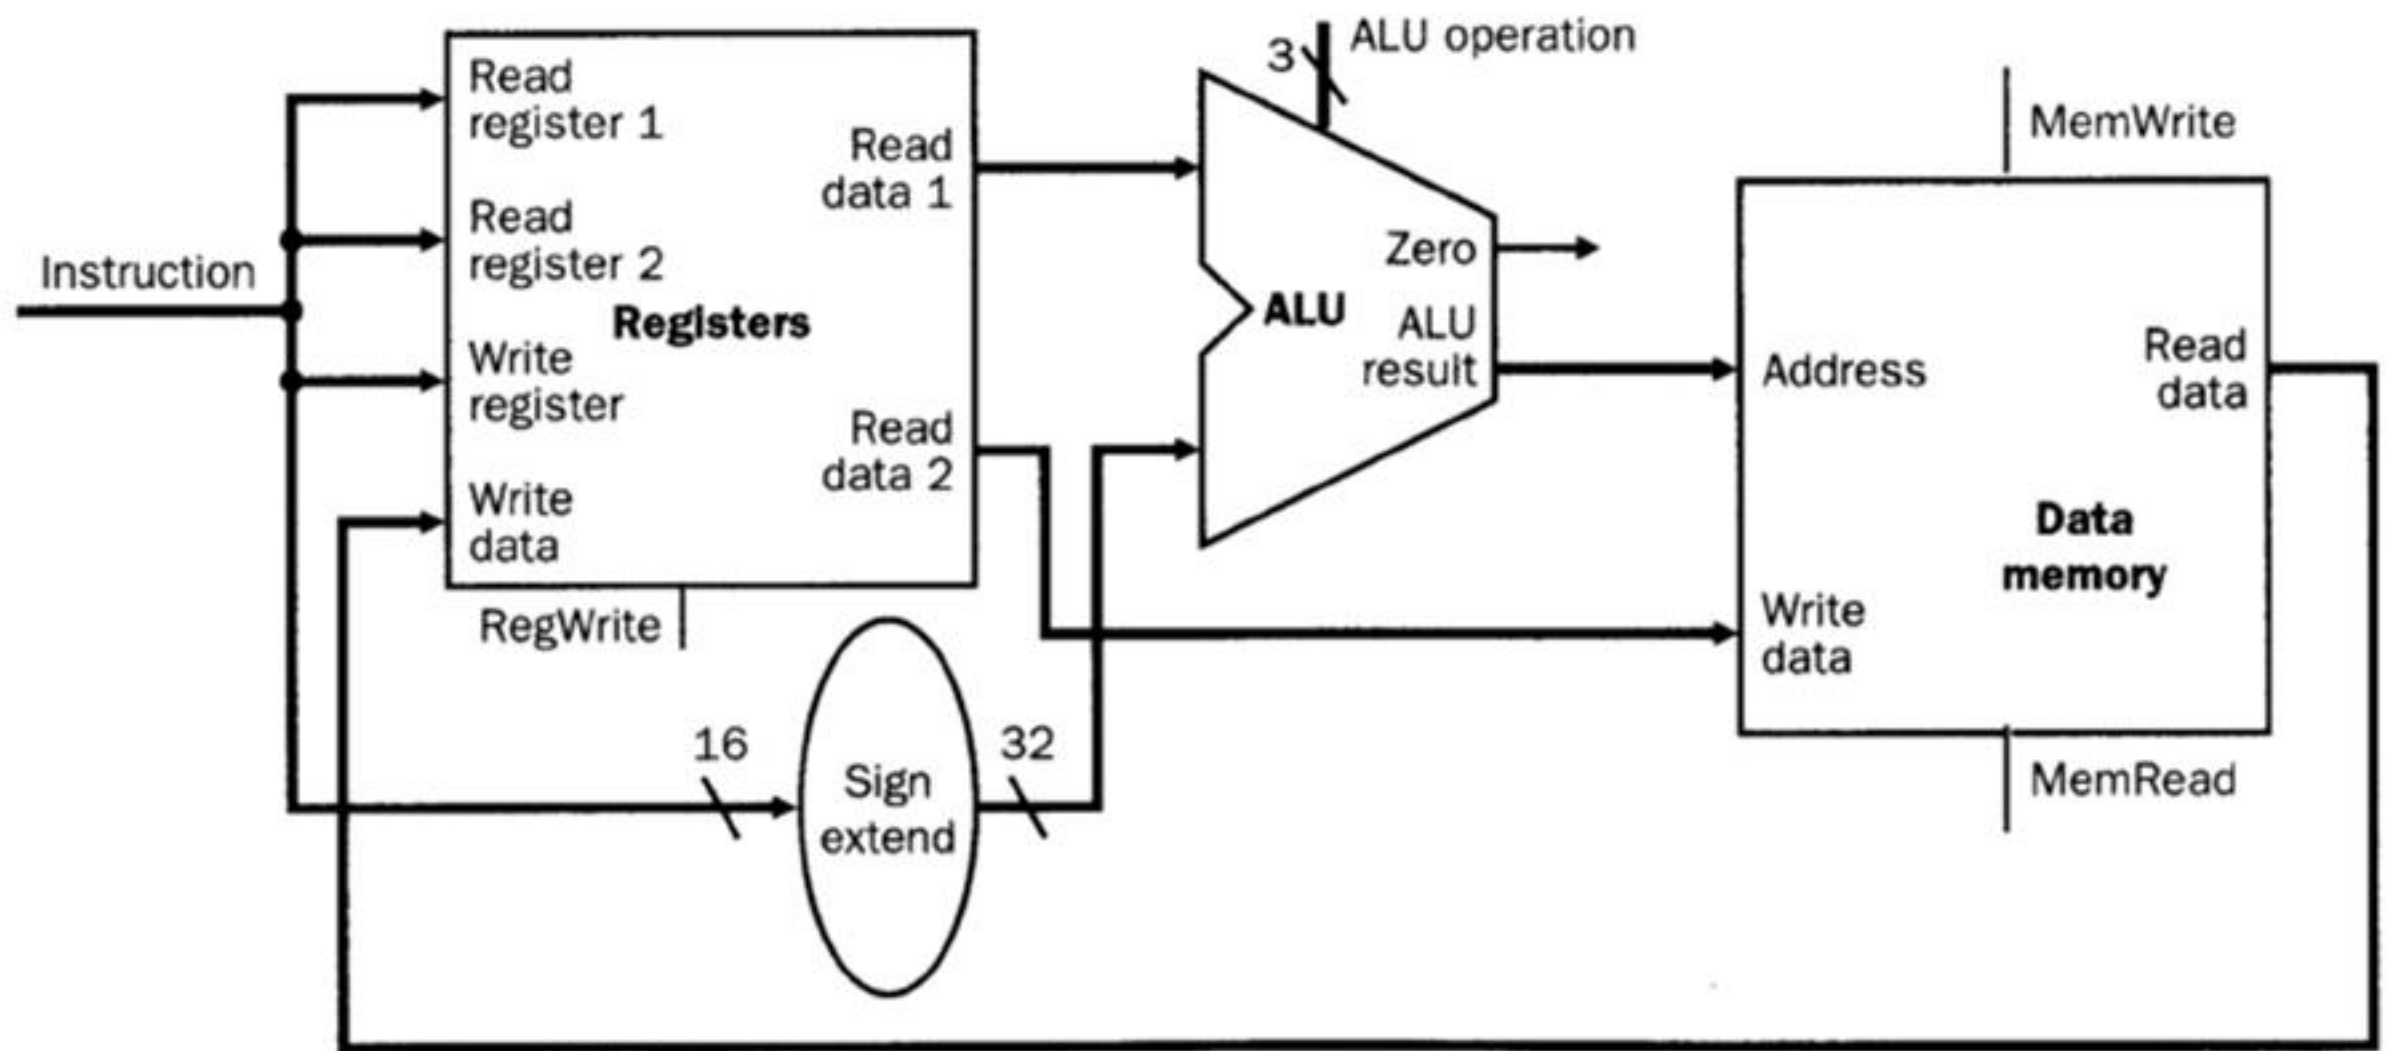 Instruction
Read
register 1
Read
register 2
Registers
Write
register
Write
data
Read
data 1
Read
data 2
RegWrite
16
Sign
extend
32
3
ALU operation
Zero
ALU
ALU
result
MemWrite
Address
Read
data
Data
memory
Write
data
MemRead